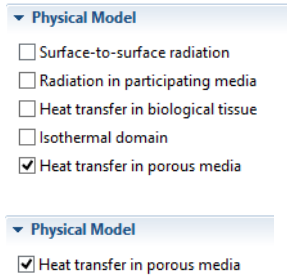 Physical Model
Surface-to-surface radiation
Radiation in participating media
Heat transfer in biological tissue
Isothermal domain
Heat transfer in porous media
Physical Model
Heat transfer in porous media